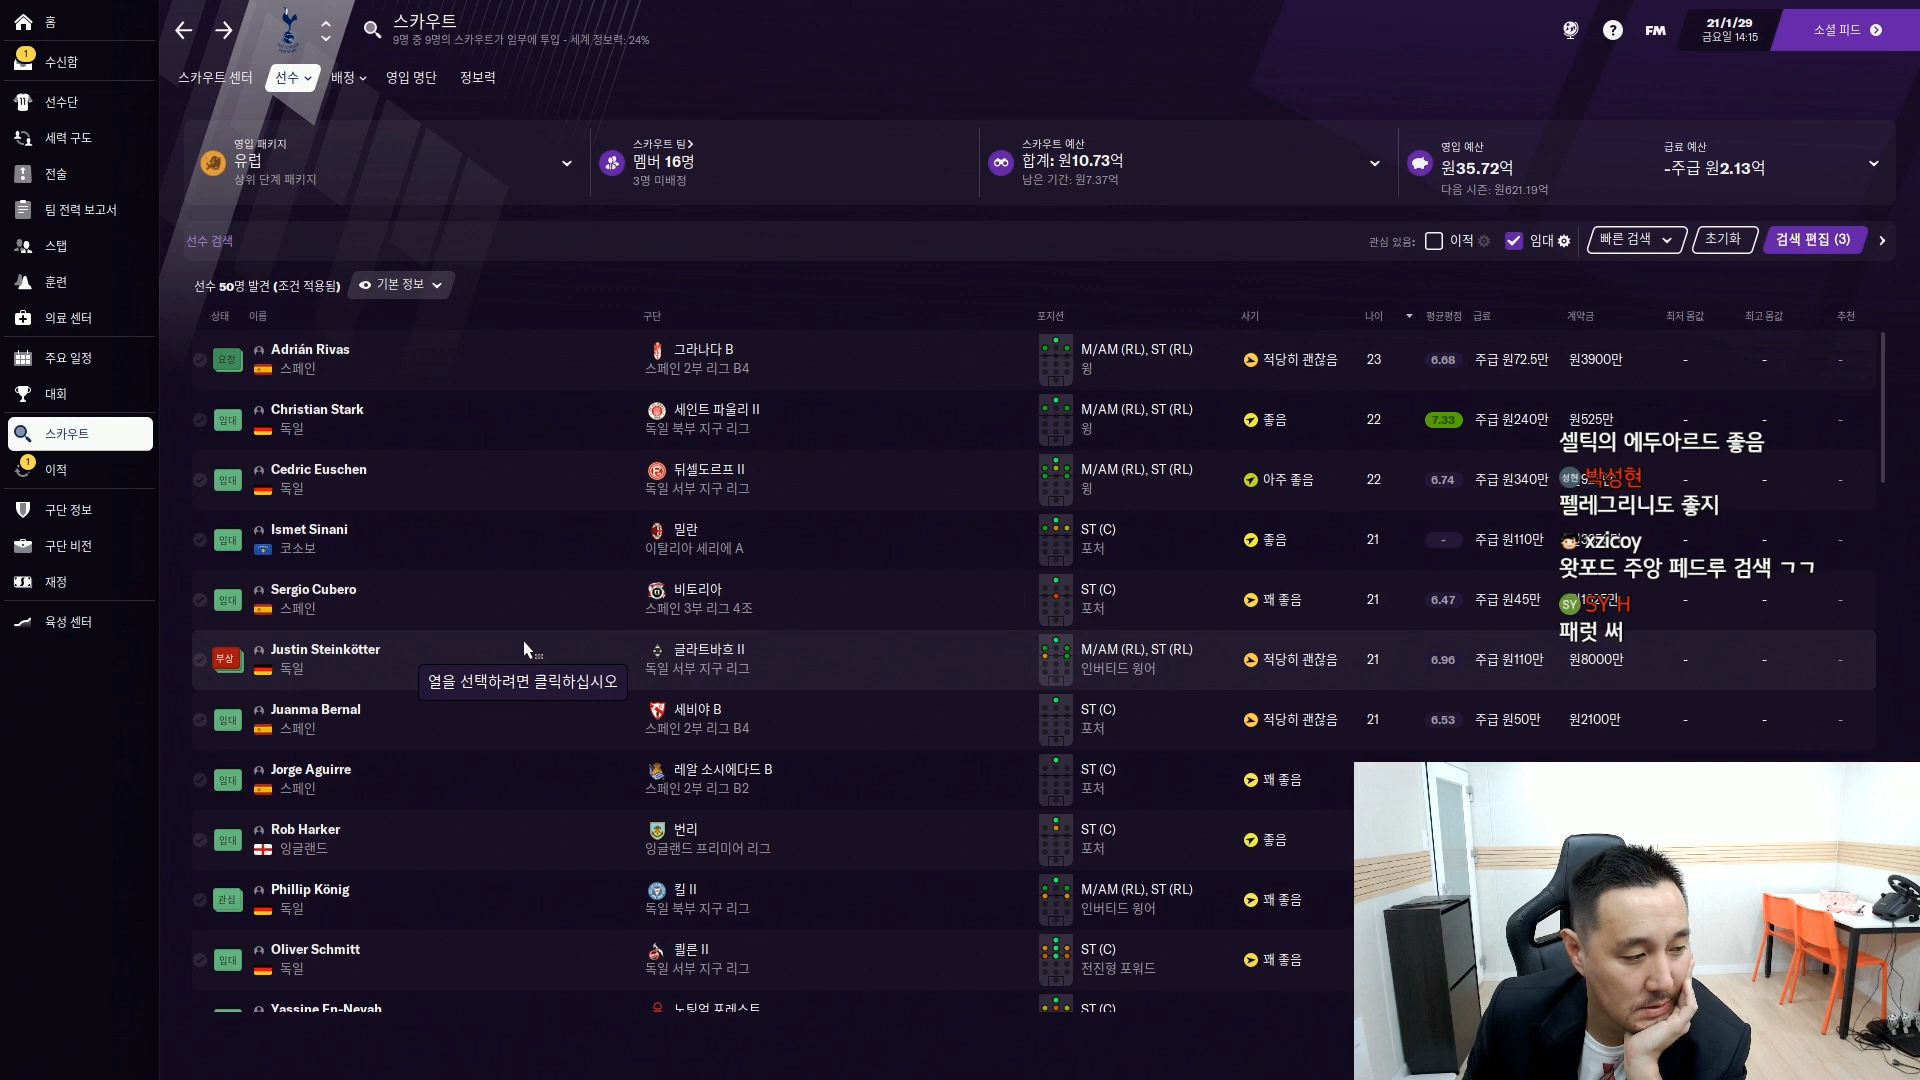 홈
1
수신함
11
선수단
세력 구도
전술
팀 전력 보고서
스탭
훈련
의료 센터
주요 일정
대회
스카우트
1
이적
구단 정보
구단 비전
재정
육성 센터
스카우트
9명 중 9명의 스카우트가 임무에 투입 - 세계 정보력: 24%
? FM
21/1/29
금요일 14:15
소셜 피드
스카우트 센터 선수 배정 영입 명단 정보력
영입 패키지
유럽
상위 단계 패키지
스카우트 팀
멤버 16명
3명 미배정
스카우트 예산
합계: 원10.73억
남은 기간: 원7.37억
영입 예산
원35.72억
다음 시즌: 원621.19억
급료 예산
-주급 원2.13억
선수 검색
관심 있음: 이적 임대 빠른 검색 초기화 검색 편집 (3)
선수 50명 발견 (조건 적용됨) 기본 정보
상태 이름 구단 포지션 사기 나이 평균평점 급료 계약금 최저 몸값 최고 몸값 추천
요청 Adrián Rivas 그라나다 B M/AM (RL), ST (RL) 적당히 괜찮음 23 6.68 주급 원72.5만 원3900만 - - -
스페인 스페인 2부 리그 B4 윙
임대 Christian Stark 세인트 파울리 II M/AM (RL), ST (RL) 좋음 22 7.33 주급 원240만 원525만 - - -
독일 독일 북부 지구 리그 윙
셀틱의 에두아르드 좋음
임대 Cedric Euschen 뒤셀도르프 II M/AM (RL), ST (RL) 아주 좋음 22 6.74 주급 원340만
독일 독일 서부 지구 리그 윙
성현 박성현
펠레그리니도 좋지
임대 Ismet Sinani 밀란 ST (C) 좋음 21 - 주급 원110만
코소보 이탈리아 세리에 A 포처
xzicoy
왓포드 주앙 페드루 검색 ㄱㄱ
임대 Sergio Cubero 비토리아 ST (C) 꽤 좋음 21 6.47 주급 원45만 - - -
스페인 스페인 3부 리그 4조 포처
SY SY H
패럿 써
부상 Justin Steinkötter 글라트바흐 II M/AM (RL), ST (RL) 적당히 괜찮음 21 6.96 주급 원110만 원8000만 - - -
독일 독일 서부 지구 리그 인버티드 윙어
열을 선택하려면 클릭하십시오
임대 Juanma Bernal 세비야 B ST (C) 적당히 괜찮음 21 6.53 주급 원50만 원2100만 - - -
스페인 스페인 2부 리그 B4 포처
임대 Jorge Aguirre 레알 소시에다드 B ST (C) 꽤 좋음
스페인 스페인 2부 리그 B2 포처
임대 Rob Harker 번리 ST (C) 좋음
잉글랜드 잉글랜드 프리미어 리그 포처
관심 Phillip König 킬 II M/AM (RL), ST (RL) 꽤 좋음
독일 독일 북부 지구 리그 인버티드 윙어
임대 Oliver Schmitt 쾰른 II ST (C) 꽤 좋음
독일 독일 서부 지구 리그 전진형 포워드
Yassine En-Neyah 노팅엄 포레스트 ST (C)